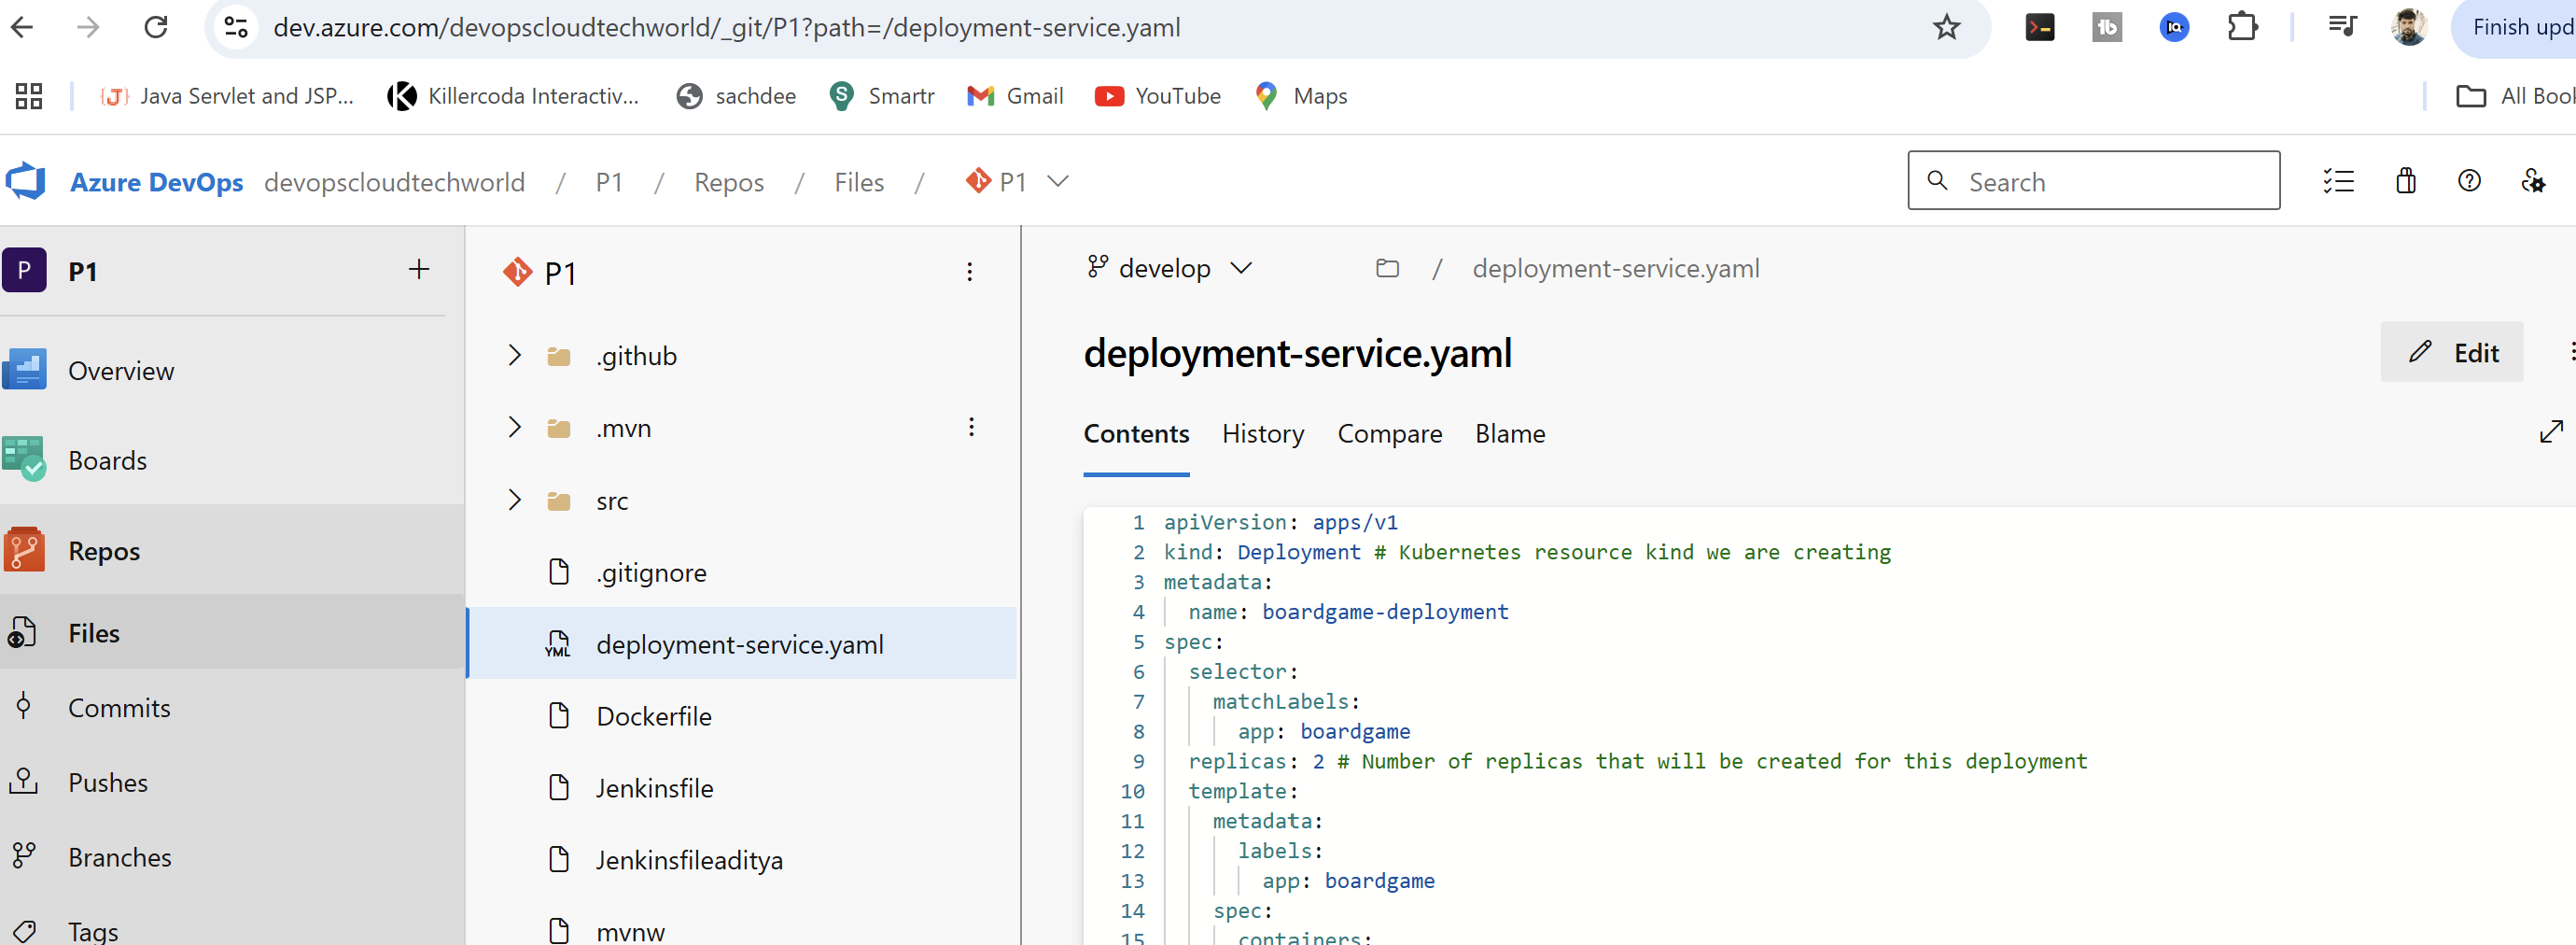 dev.azure.com/devopscloudtechworld/_git/P1?path=/deployment-service.yaml
Finish upd
Java Servlet and JSP...
Killercoda Interactiv...
sachdee
Smartr
Gmail
YouTube
Maps
All Book
Azure DevOps devopscloudtechworld / P1 / Repos / Files / P1
Search
P P1
Overview
Boards
Repos
Files
Commits
Pushes
Branches
Tags
P1
.github
.mvn
src
.gitignore
YML deployment-service.yaml
Dockerfile
Jenkinsfile
Jenkinsfileaditya
mvnw
develop / deployment-service.yaml
deployment-service.yaml
Edit
Contents History Compare Blame
1 apiVersion: apps/v1
2 kind: Deployment # Kubernetes resource kind we are creating
3 metadata:
4 name: boardgame-deployment
5 spec:
6 selector:
7 matchLabels:
8 app: boardgame
9 replicas: 2 # Number of replicas that will be created for this deployment
10 template:
11 metadata:
12 labels:
13 app: boardgame
14 spec:
15 containers: